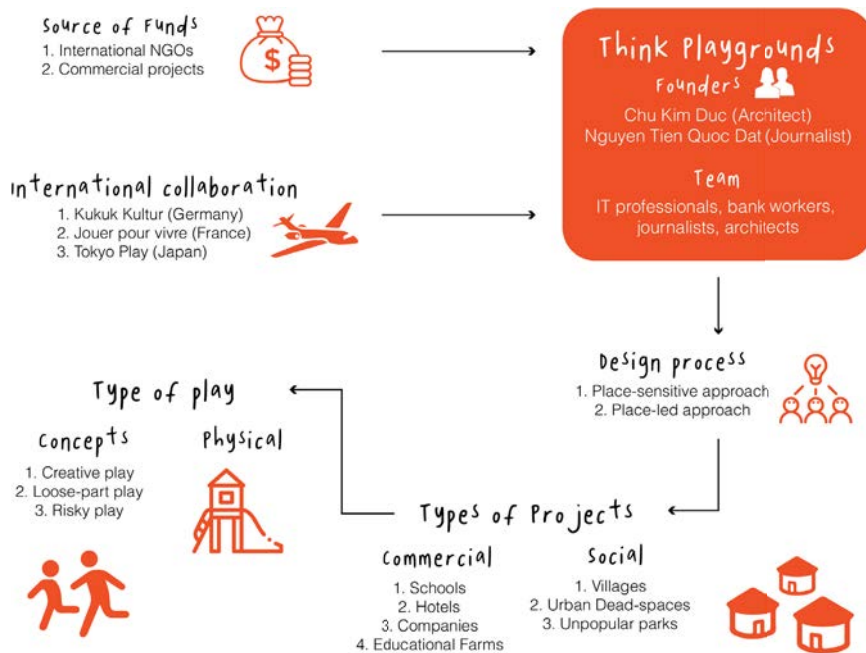 Source of Funds
1. International NGOs
2. Commercial projects
$
Think Playgrounds
Founders
Chu Kim Duc (Architect)
Nguyen Tien Quoc Dat (Journalist)
Team
IT professionals, bank workers,
journalists, architects
International collaboration
1. Kukuk Kultur (Germany)
2. Jouer pour vivre (France)
3. Tokyo Play (Japan)
Design process
1. Place-sensitive approach
2. Place-led approach
Type of play
Concepts
1. Creative play
2. Loose-part play
3. Risky play
Physical
Types of Projects
Commercial
1. Schools
2. Hotels
3. Companies
4. Educational Farms
Social
1. Villages
2. Urban Dead-spaces
3. Unpopular parks